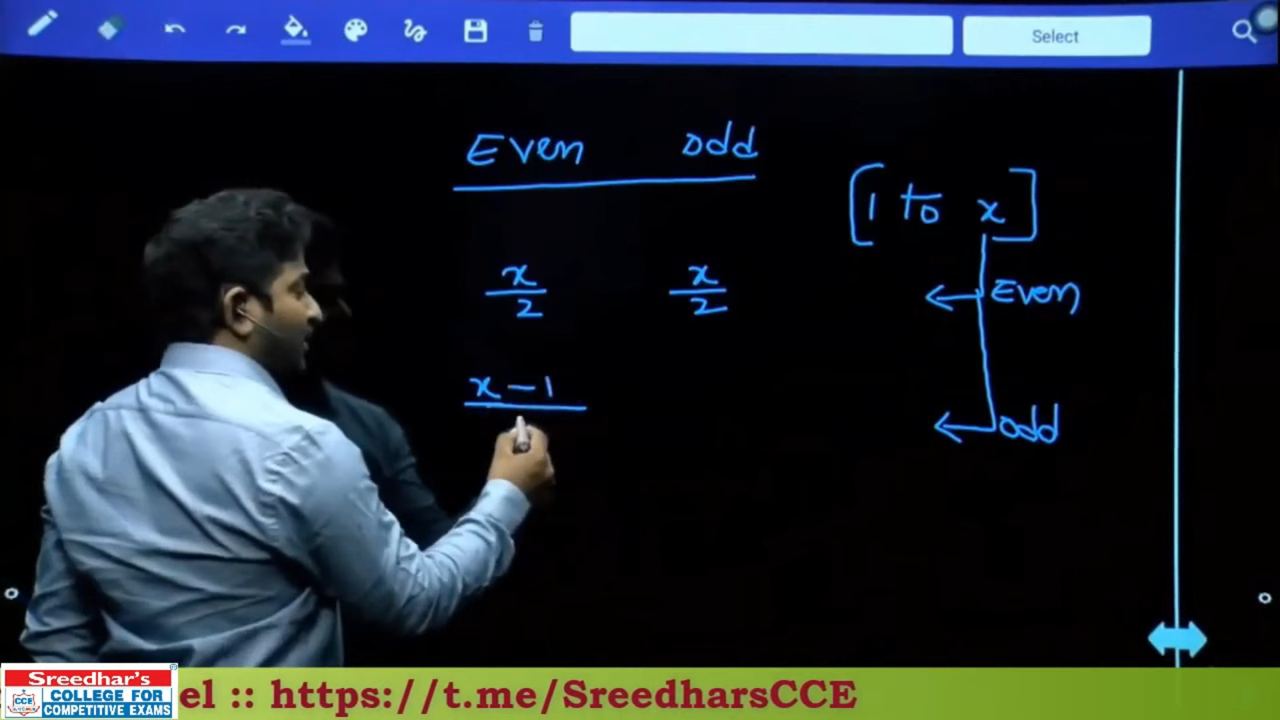 Select
Even odd
[1 to x]
x/2 x/2
Even
x-1
odd
Sreedhar's
CCE
COLLEGE FOR
COMPETITIVE EXAMS
el :: https://t.me/SreedharsCCE